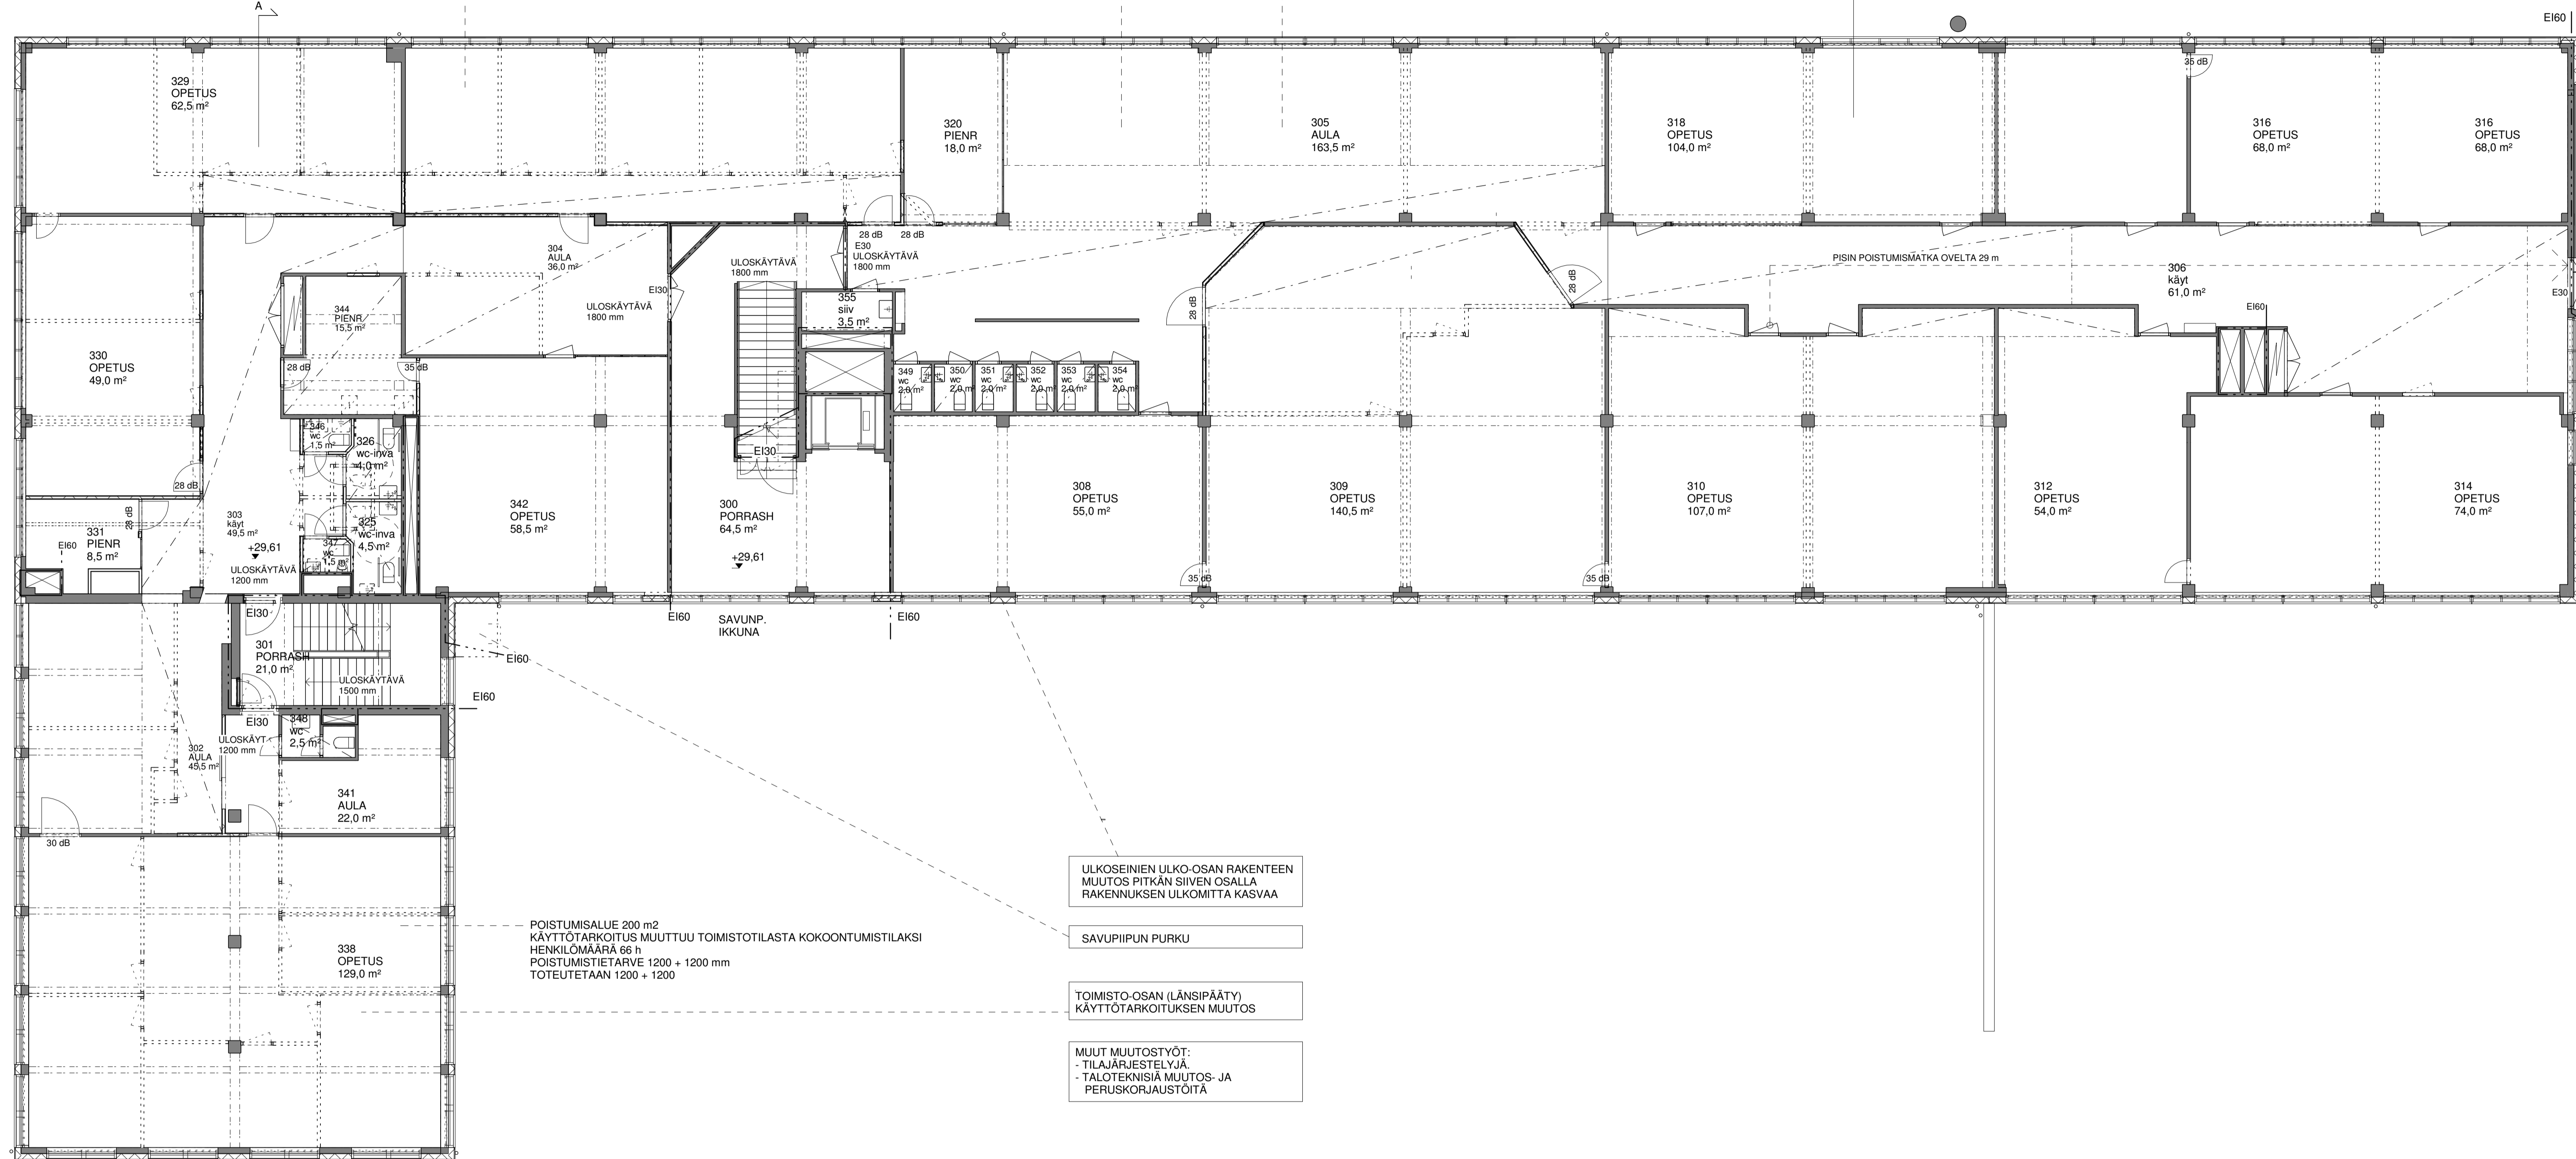 A
EI60
329
OPETUS
62,5 m²
320
PIENR
18,0 m²
305
AULA
163,5 m²
318
OPETUS
104,0 m²
35 dB
316
OPETUS
68,0 m²
316
OPETUS
68,0 m²
304
AULA
36,0 m²
28 dB
28 dB
E30
ULOSKÄYTÄVÄ
1800 mm
ULOSKÄYTÄVÄ
1800 mm
EI30
ULOSKÄYTÄVÄ
1800 mm
PISIN POISTUMISMATKA OVELTA 29 m
306
käyt
61,0 m²
28 dB
28 dB
E30
EI60
344
PIENR
15,5 m²
355
siiv
3,5 m²
330
OPETUS
49,0 m²
28 dB
35 dB
349
wc
2,0 m²
350
wc
2,0 m²
351
wc
2,0 m²
352
wc
2,0 m²
353
wc
2,0 m²
354
wc
2,0 m²
346
wc
1,5 m²
326
wc-inva
4,0 m²
EI30
28 dB
342
OPETUS
58,5 m²
300
PORRASH
64,5 m²
+29,61
308
OPETUS
55,0 m²
309
OPETUS
140,5 m²
310
OPETUS
107,0 m²
312
OPETUS
54,0 m²
314
OPETUS
74,0 m²
28 dB
303
käyt
49,5 m²
+29,61
325
wc-inva
4,5 m²
347
wc
1,5 m²
331
PIENR
8,5 m²
EI60
ULOSKÄYTÄVÄ
1200 mm
35 dB
35 dB
EI30
EI60
SAVUNP.
IKKUNA
EI60
301
PORRASH
21,0 m²
EI60
ULOSKÄYTÄVÄ
1500 mm
EI60
EI30
348
wc
2,5 m²
ULOSKÄYT
1200 mm
302
AULA
45,5 m²
341
AULA
22,0 m²
30 dB
338
OPETUS
129,0 m²
POISTUMISALUE 200 m2
KÄYTTÖTARKOITUS MUUTTUU TOIMISTOTILASTA KOKOONTUMISTILAKSI
HENKILÖMÄÄRÄ 66 h
POISTUMISTIETARVE 1200 + 1200 mm
TOTEUTETAAN 1200 + 1200
ULKOSEINIEN ULKO-OSAN RAKENTEEN
MUUTOS PITKÄN SIIVEN OSALLA
RAKENNUKSEN ULKOMITTA KASVAA
SAVUPIIPUN PURKU
TOIMISTO-OSAN (LÄNSIPÄÄTY)
KÄYTTÖTARKOITUKSEN MUUTOS
MUUT MUUTOSTYÖT:
- TILAJÄRJESTELYJÄ.
- TALOTEKNISIÄ MUUTOS- JA
PERUSKORJAUSTÖITÄ